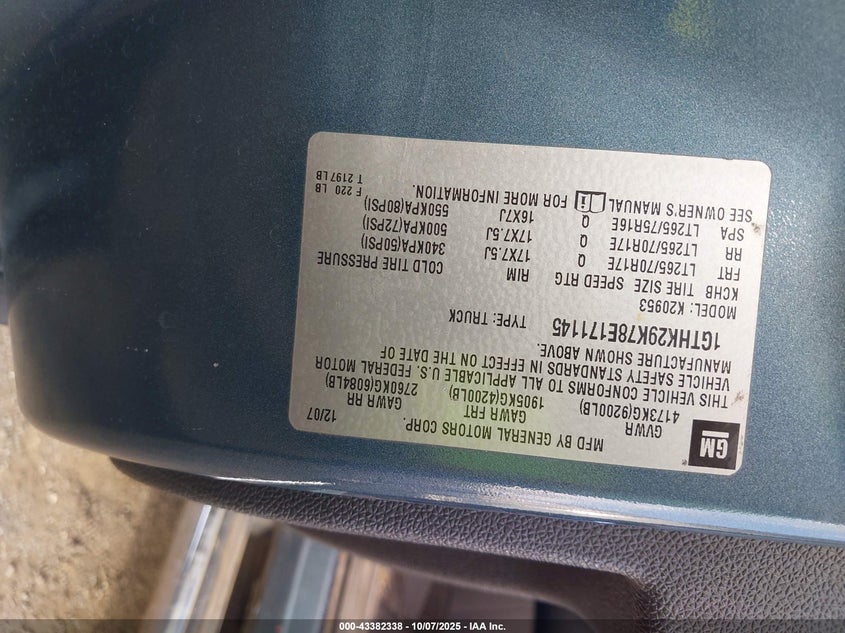 GM
MFD BY GENERAL MOTORS CORP.
12/07
GVWR GAWR FRT GAWR RR
4173KG(9200LB) 1905KG(4200LB) 2760KG(6084LB)
THIS VEHICLE CONFORMS TO ALL APPLICABLE U.S. FEDERAL MOTOR
VEHICLE SAFETY STANDARDS IN EFFECT ON THE DATE OF
MANUFACTURE SHOWN ABOVE.
1GTHK29K78E171145 TYPE: TRUCK
MODEL: K20953
KCHB TIRE SIZE SPEED RTG RIM COLD TIRE PRESSURE
FRT LT265/70R17E Q 17X7.5J 340KPA(50PSI)
RR LT265/70R17E Q 17X7.5J 500KPA(72PSI)
SPA LT265/75R16E Q 16X7J 550KPA(80PSI)
SEE OWNER'S MANUAL FOR MORE INFORMATION.
F 220 LB
T 2197 LB
000-43382338 - 10/07/2025 - IAA Inc.